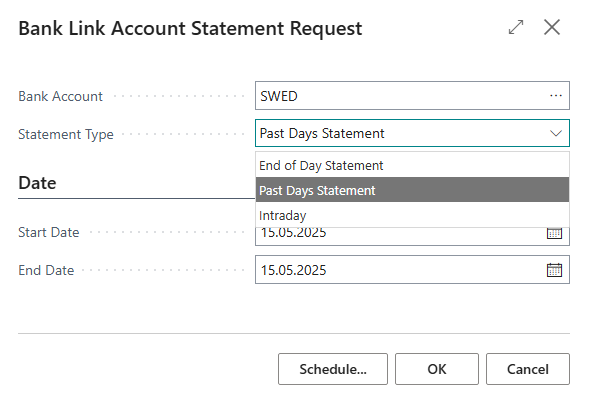 Bank Link Account Statement Request
Bank Account SWED ...
Statement Type Past Days Statement
End of Day Statement
Past Days Statement
Intraday
Date
Start Date 15.05.2025
End Date 15.05.2025
Schedule... OK Cancel